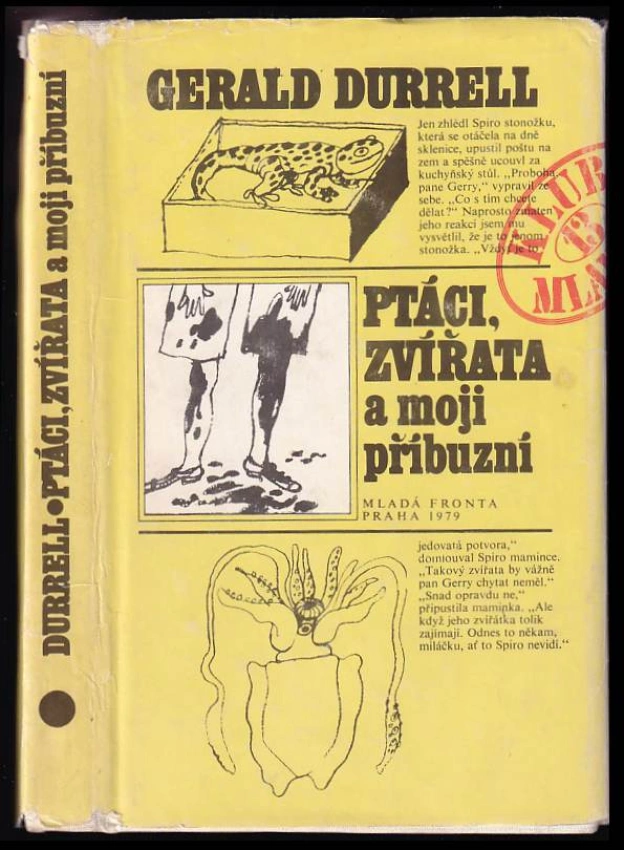 DURRELL•PTÁCI, ZVÍŘATA a moji příbuzní
GERALD DURRELL
Jen zhlédl Spiro stonožku,
která se otáčela na dně
sklenice, upustil poštu na
zem a spěšně ucouvl za
kuchyňský stůl. „Proboha,
pane Gerry,“ vypravil ze
sebe. „Co s tím chcete
dělat?“ Naprosto zmaten
jeho reakcí jsem mu
vysvětlil, že je to jenom
stonožka. „Vždyť je to
13
PTÁCI,
ZVÍŘATA
a moji
příbuzní
MLADÁ FRONTA
PRAHA 1979
jedovatá potvora,“
domlouval Spiro mamince.
„Takový zvířata by vážně
pan Gerry chytat neměl.“
„Snad opravdu ne,“
připustila maminka. „Ale
když jeho zvířátka tolik
zajímají. Odnes to někam,
miláčku, ať to Spiro nevidí.“